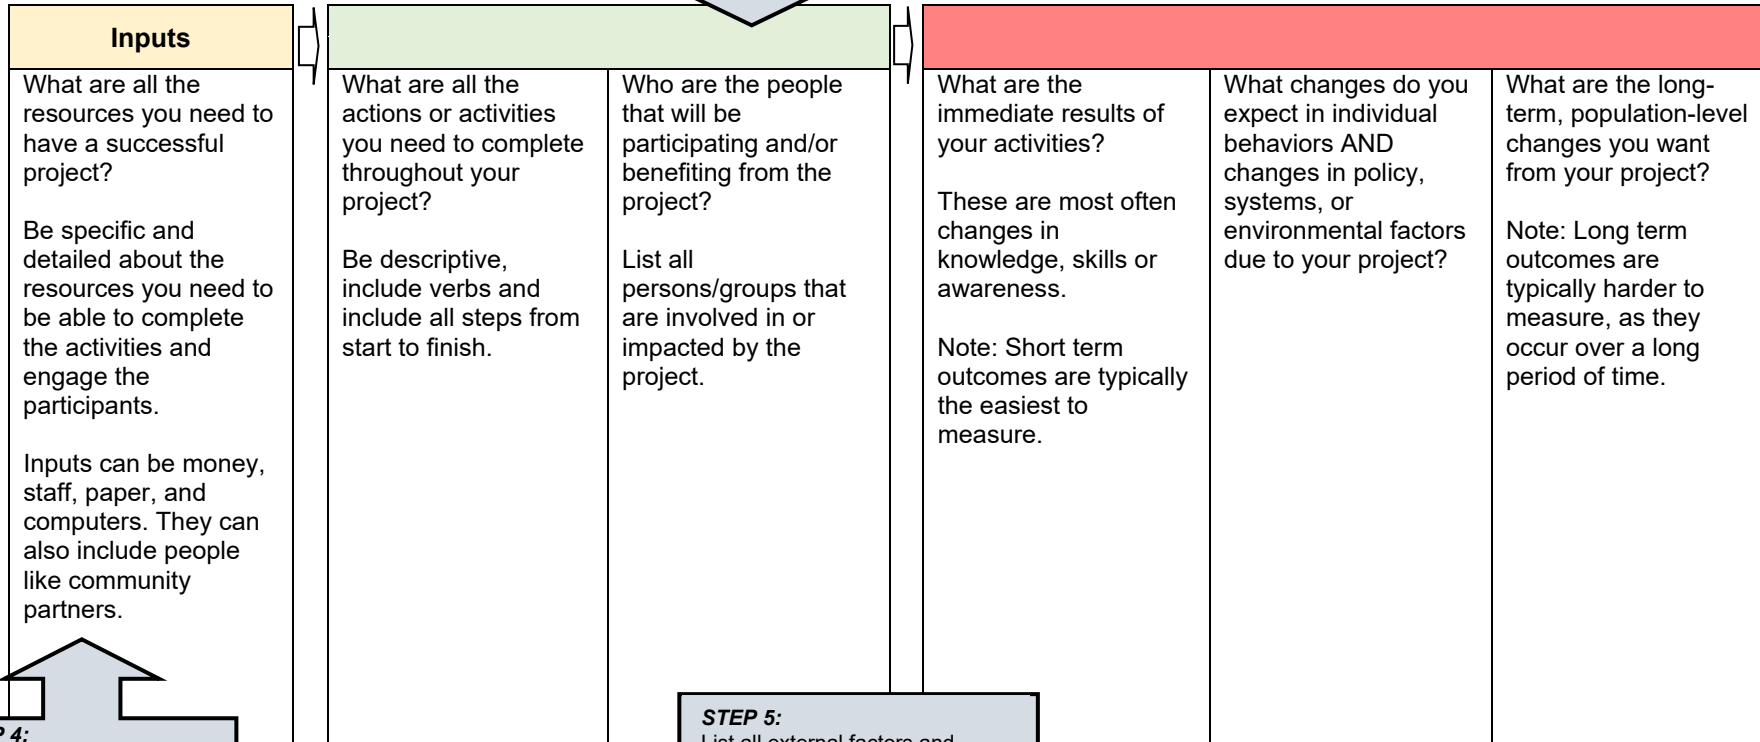 Inputs
What are all the
resources you need to
have a successful
project?
Be specific and
detailed about the
resources you need to
be able to complete
the activities and
engage the
participants.
Inputs can be money,
staff, paper, and
computers. They can
also include people
like community
partners.
What are all the
actions or activities
you need to complete
throughout your
project?
Be descriptive,
include verbs and
include all steps from
start to finish.
Who are the people
that will be
participating and/or
benefiting from the
project?
List all
persons/groups that
are involved in or
impacted by the
project.
What are the
immediate results of
your activities?
These are most often
changes in
knowledge, skills or
awareness.
Note: Short term
outcomes are typically
the easiest to
measure.
What changes do you
expect in individual
behaviors AND
changes in policy,
systems, or
environmental factors
due to your project?
What are the long-
term, population-level
changes you want
from your project?
Note: Long term
outcomes are
typically harder to
measure, as they
occur over a long
period of time.
P 4:
STEP 5:
List all external factors and